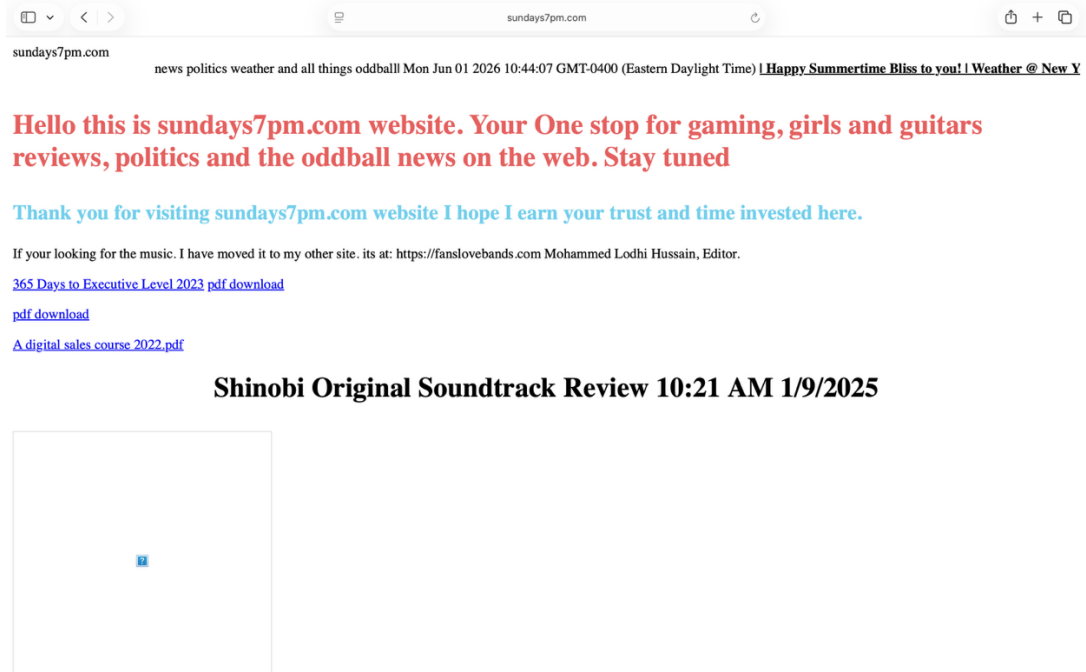 sundays7pm.com
sundays7pm.com
news politics weather and all things oddball| Mon Jun 01 2026 10:44:07 GMT-0400 (Eastern Daylight Time) | Happy Summertime Bliss to you! | Weather @ New Y
Hello this is sundays7pm.com website. Your One stop for gaming, girls and guitars
reviews, politics and the oddball news on the web. Stay tuned
Thank you for visiting sundays7pm.com website I hope I earn your trust and time invested here.
If your looking for the music. I have moved it to my other site. its at: https://fanslovebands.com Mohammed Lodhi Hussain, Editor.
365 Days to Executive Level 2023 pdf download
pdf download
A digital sales course 2022.pdf
Shinobi Original Soundtrack Review 10:21 AM 1/9/2025